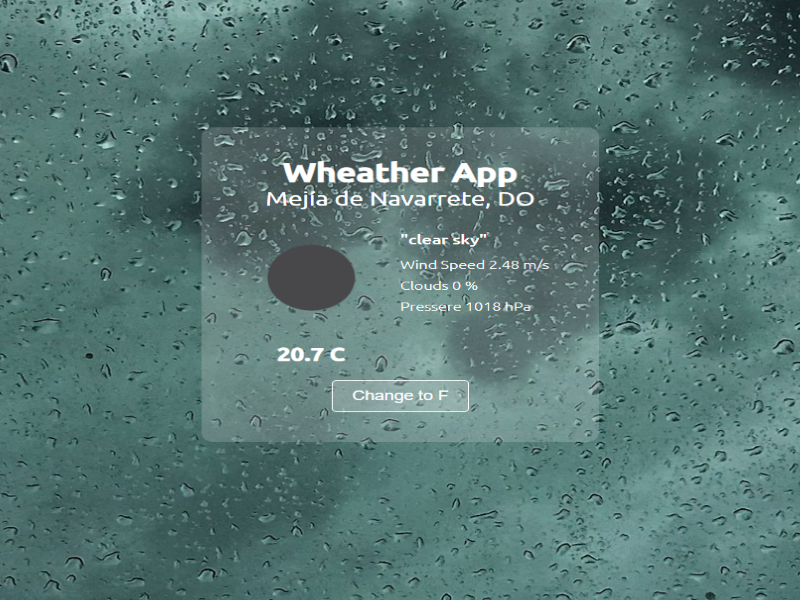 Wheather App
Mejía de Navarrete, DO
"clear sky"
Wind Speed 2.48 m/s
Clouds 0 %
Pressere 1018 hPa
20.7 C
Change to F